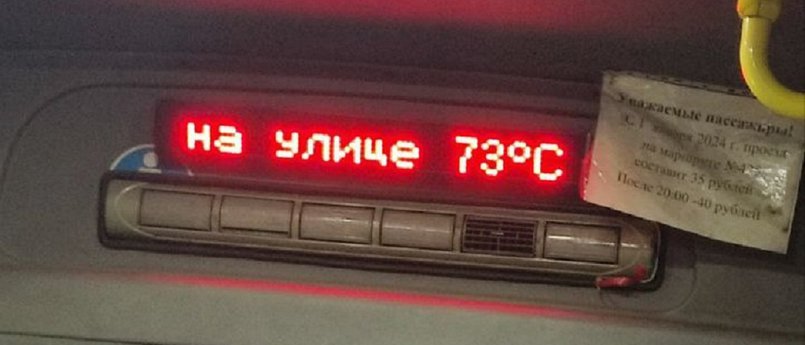 на улице 73°C
Уважаемые пассажиры!
С 1 января 2024 г. проезд
на маршруте
составит 35 рублей
После 20:00 -40 рублей